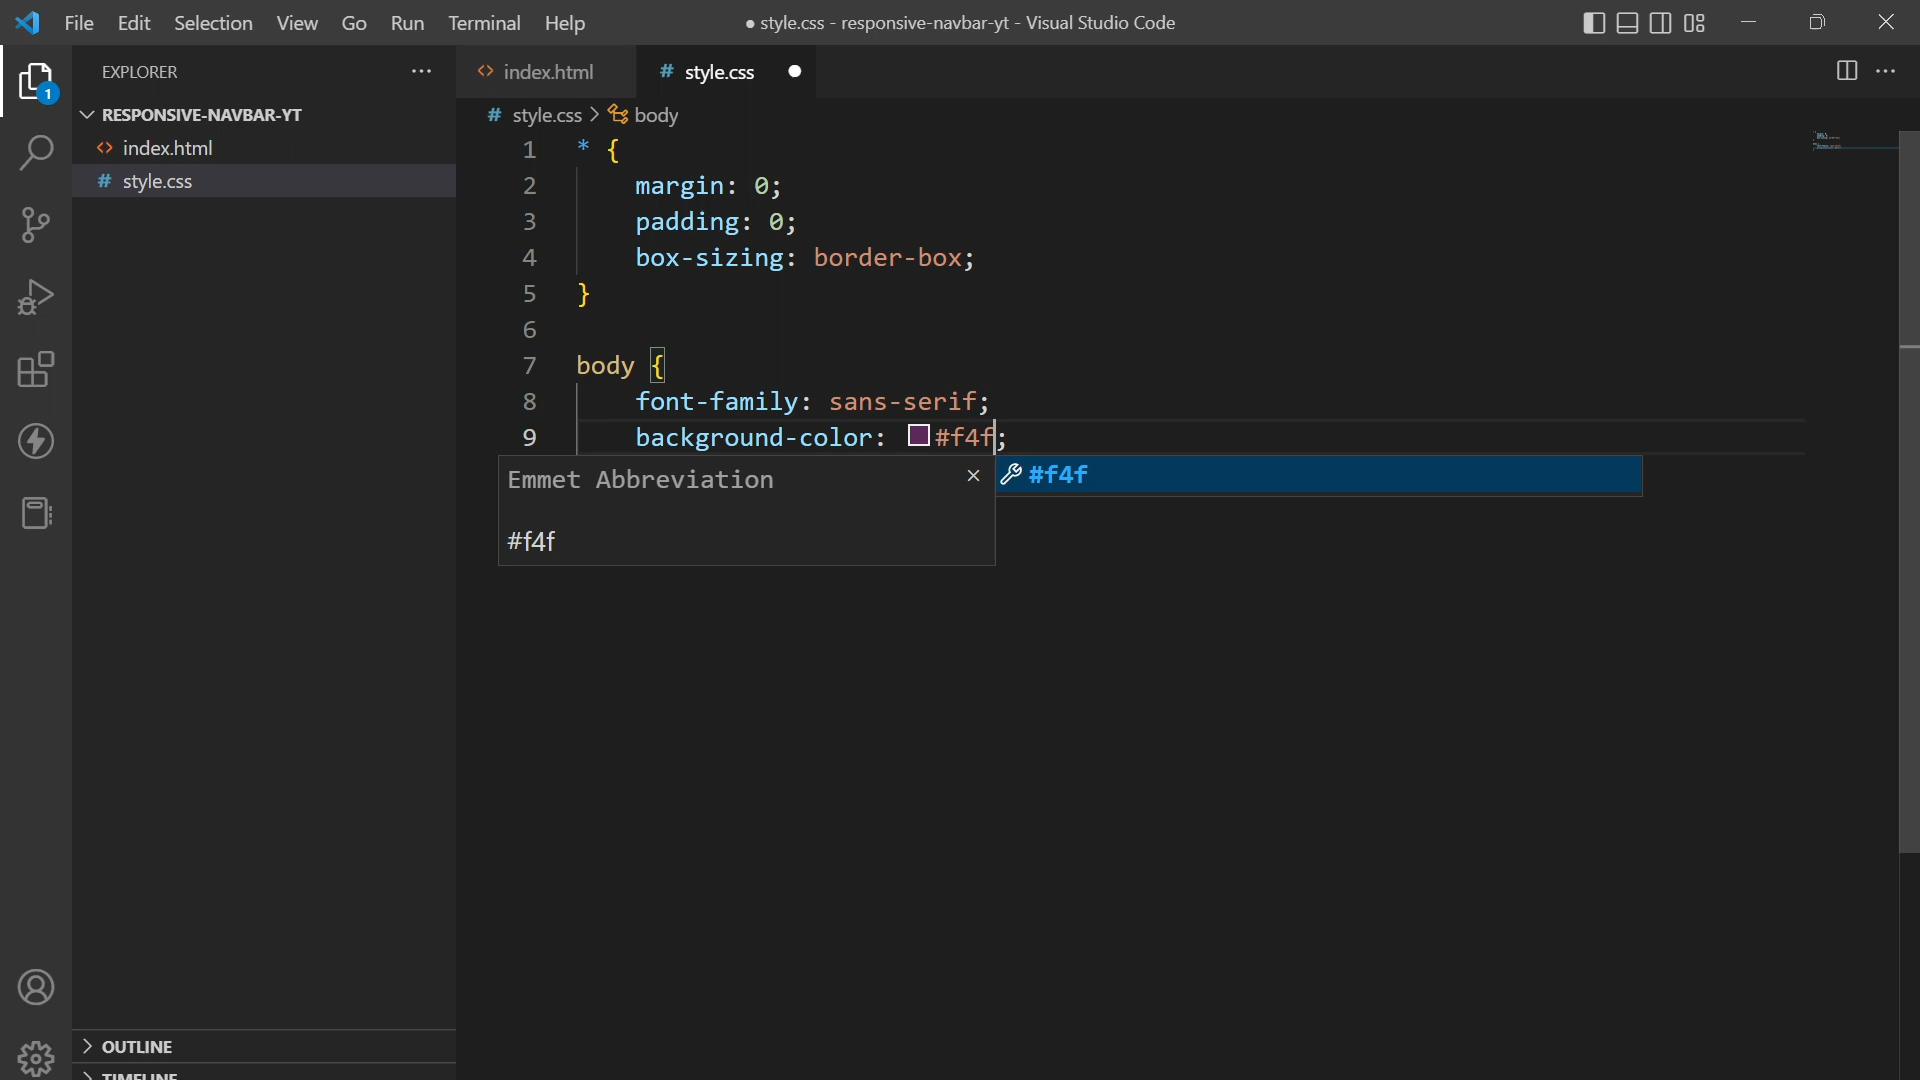 File Edit Selection View Go Run Terminal Help
● style.css - responsive-navbar-yt - Visual Studio Code
1
EXPLORER
RESPONSIVE-NAVBAR-YT
<> index.html
# style.css
OUTLINE
TIMELINE
<> index.html
# style.css
# style.css > body
1 * {
2 margin: 0;
3 padding: 0;
4 box-sizing: border-box;
5 }
6
7 body {
8 font-family: sans-serif;
9 background-color: #f4f;
Emmet Abbreviation
#f4f
#f4f